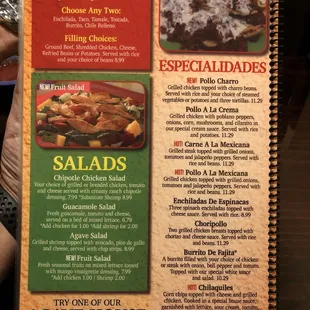 Choose Any Two:
Enchilada, Taco, Tamale, Tostada,
Burrito, Chile Relleno.
Filling Choices:
Ground Beef, Shredded Chicken, Cheese,
Refried Beans or Potatoes. Served with rice
and your choice of beans 8.99
NEW! Fruit Salad
SALADS
Chipotle Chicken Salad
Your choice of grilled or breaded chicken, tomato
and cheese served with creamy ranch chipotle
dressing. 7.99 *Substitute Shrimp 8.99
Guacamole Salad
Fresh guacamole, tomato and cheese,
served on a bed of mixed lettuce. 6.79
*Add chicken for 1.00 *Add shrimp for 2.00
Agave Salad
Grilled shrimp topped with avocado, pico de gallo
and cheese, served with chip strips. 8.99
NEW! Fruit Salad
Fresh seasonal fruits on mixed lettuce tossed
with mango vinaigrette dressing. 7.99
Add Chicken 1.00 | Shrimp 2.00
TRY ONE OF OUR
ESPECIALIDADES
NEW! Pollo Charro
Grilled chicken topped with charro beans.
Served with rice and your choice of steamed
vegetables or potatoes and three tortillas. 11.29
Pollo A La Crema
Grilled chicken with poblano peppers,
onions, corn, mushrooms, and cilantro in
our special cream sauce. Served with rice
and potatoes. 11.29
HOT! Carne A La Mexicana
Grilled steak topped with grilled onion,
tomatoes and jalapeño peppers. Served with
rice and beans. 11.29
HOT! Pollo A La Mexicana
Grilled chicken topped with grilled onions,
tomatoes and jalapeño peppers. Served with
rice and beans. 11.29
Enchiladas De Espinacas
Three spinach enchiladas topped with
cheese sauce. Served with rice. 8.99
Choripollo
Two grilled chicken breasts topped with
chorizo and cheese sauce. Served with
rice and beans. 11.29
Burrito De Fajita*
A burrito filled with your choice of chicken
or steak with onion, bell pepper and tomato.
Topped with our special white sauce
and salad. 10.29
HOT! Chilaquiles
Corn chips topped with cheese and grilled
chicken. Cooked in a special house sauce,
garnished with lettuce, sour cream,